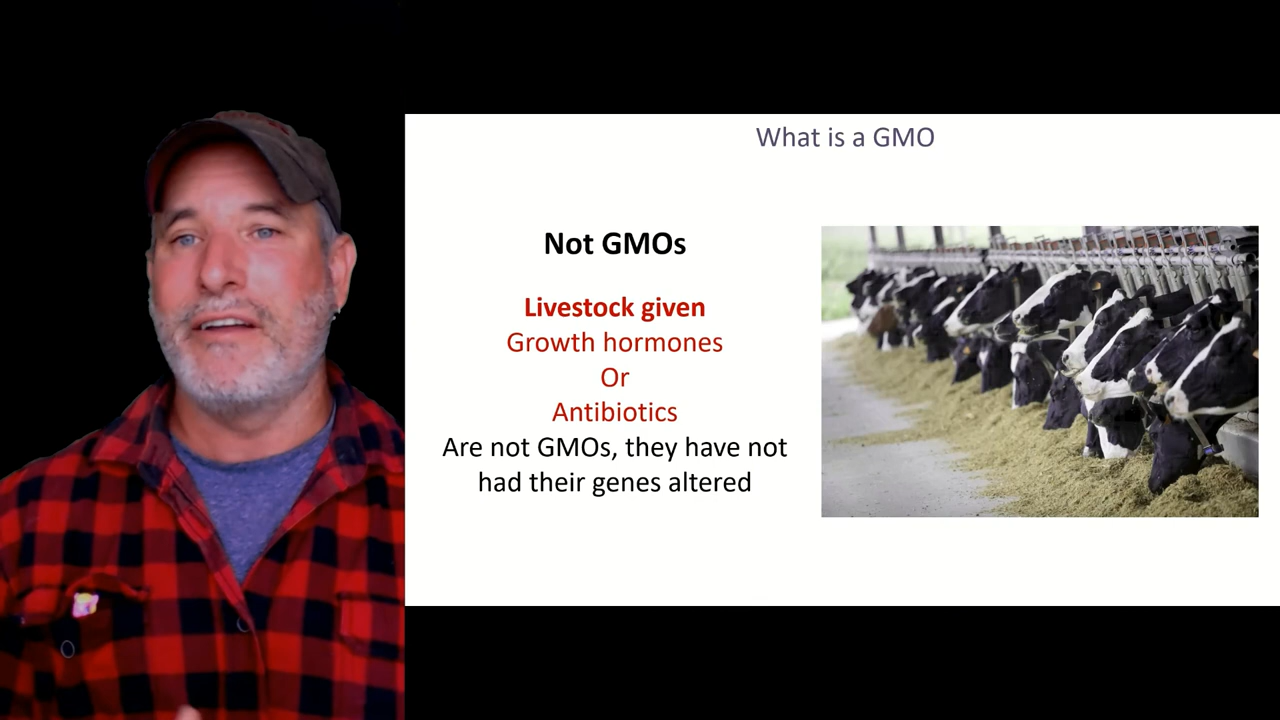 What is a GMO
Not GMOs
Livestock given
Growth hormones
Or
Antibiotics
Are not GMOs, they have not
had their genes altered